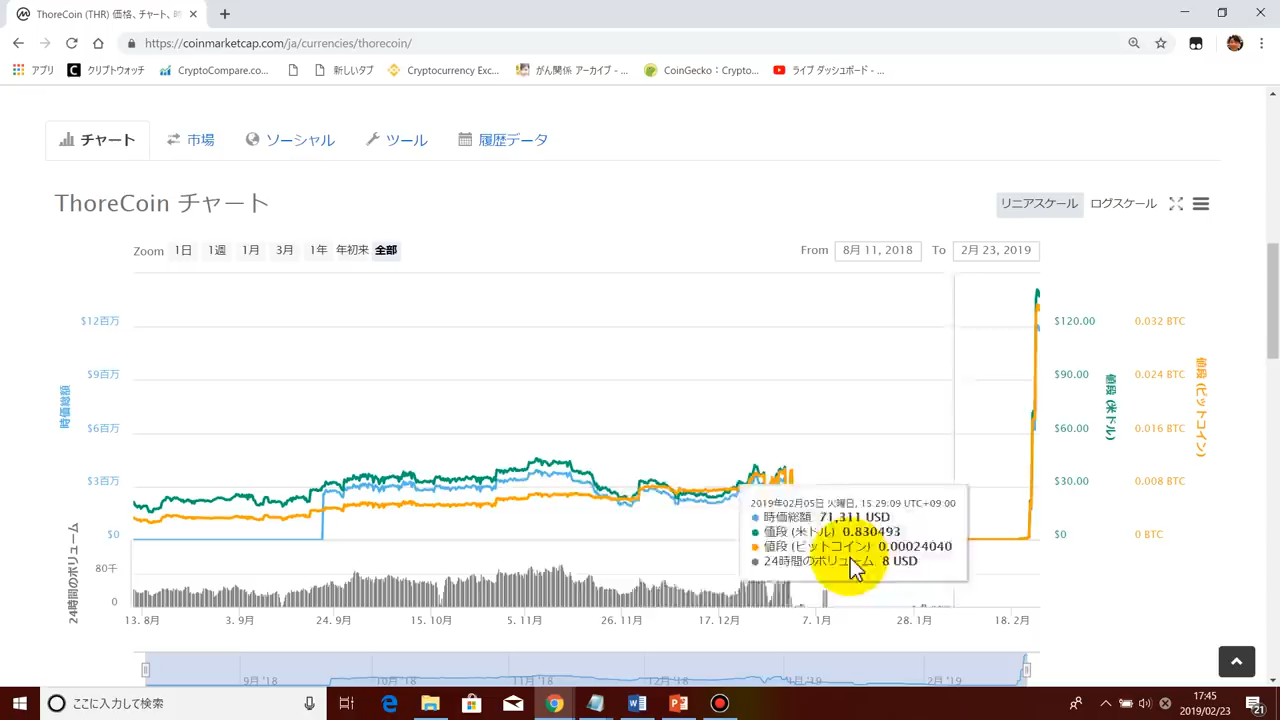 ThoreCoin (THR) 価格、チャート、時
https://coinmarketcap.com/ja/currencies/thorecoin/
アプリ クリプトウォッチ CryptoCompare.co... 新しいタブ Cryptocurrency Exc... がん関係 アーカイブ - ... CoinGecko：Crypto... ライブ ダッシュボード - ...
チャート 市場 ソーシャル ツール 履歴データ
ThoreCoin チャート
リニアスケール ログスケール
Zoom 1日 1週 1月 3月 1年 年初来 全部
From 8月 11, 2018 To 2月 23, 2019
$12百万 $120.00 0.032 BTC
$9百万 $90.00 0.024 BTC
$6百万 $60.00 0.016 BTC
$3百万 $30.00 0.008 BTC
$0 $0 0 BTC
時価総額
値段 (米ドル)
値段 (ビットコイン)
2019年02月05日 火曜日, 15:29:09 UTC+09:00
時価総額: 71,311 USD
値段 (米ドル): 0.830493
値段 (ビットコイン): 0.00024040
24時間のボリューム: 8 USD
24時間のボリューム
80千
0
13. 8月 3. 9月 24. 9月 15. 10月 5. 11月 26. 11月 17. 12月 7. 1月 28. 1月 18. 2月
9月 '18 10月 '18 11月 '18 12月 '18 1月 '19 2月 '19
ここに入力して検索
17:45
2019/02/23
21